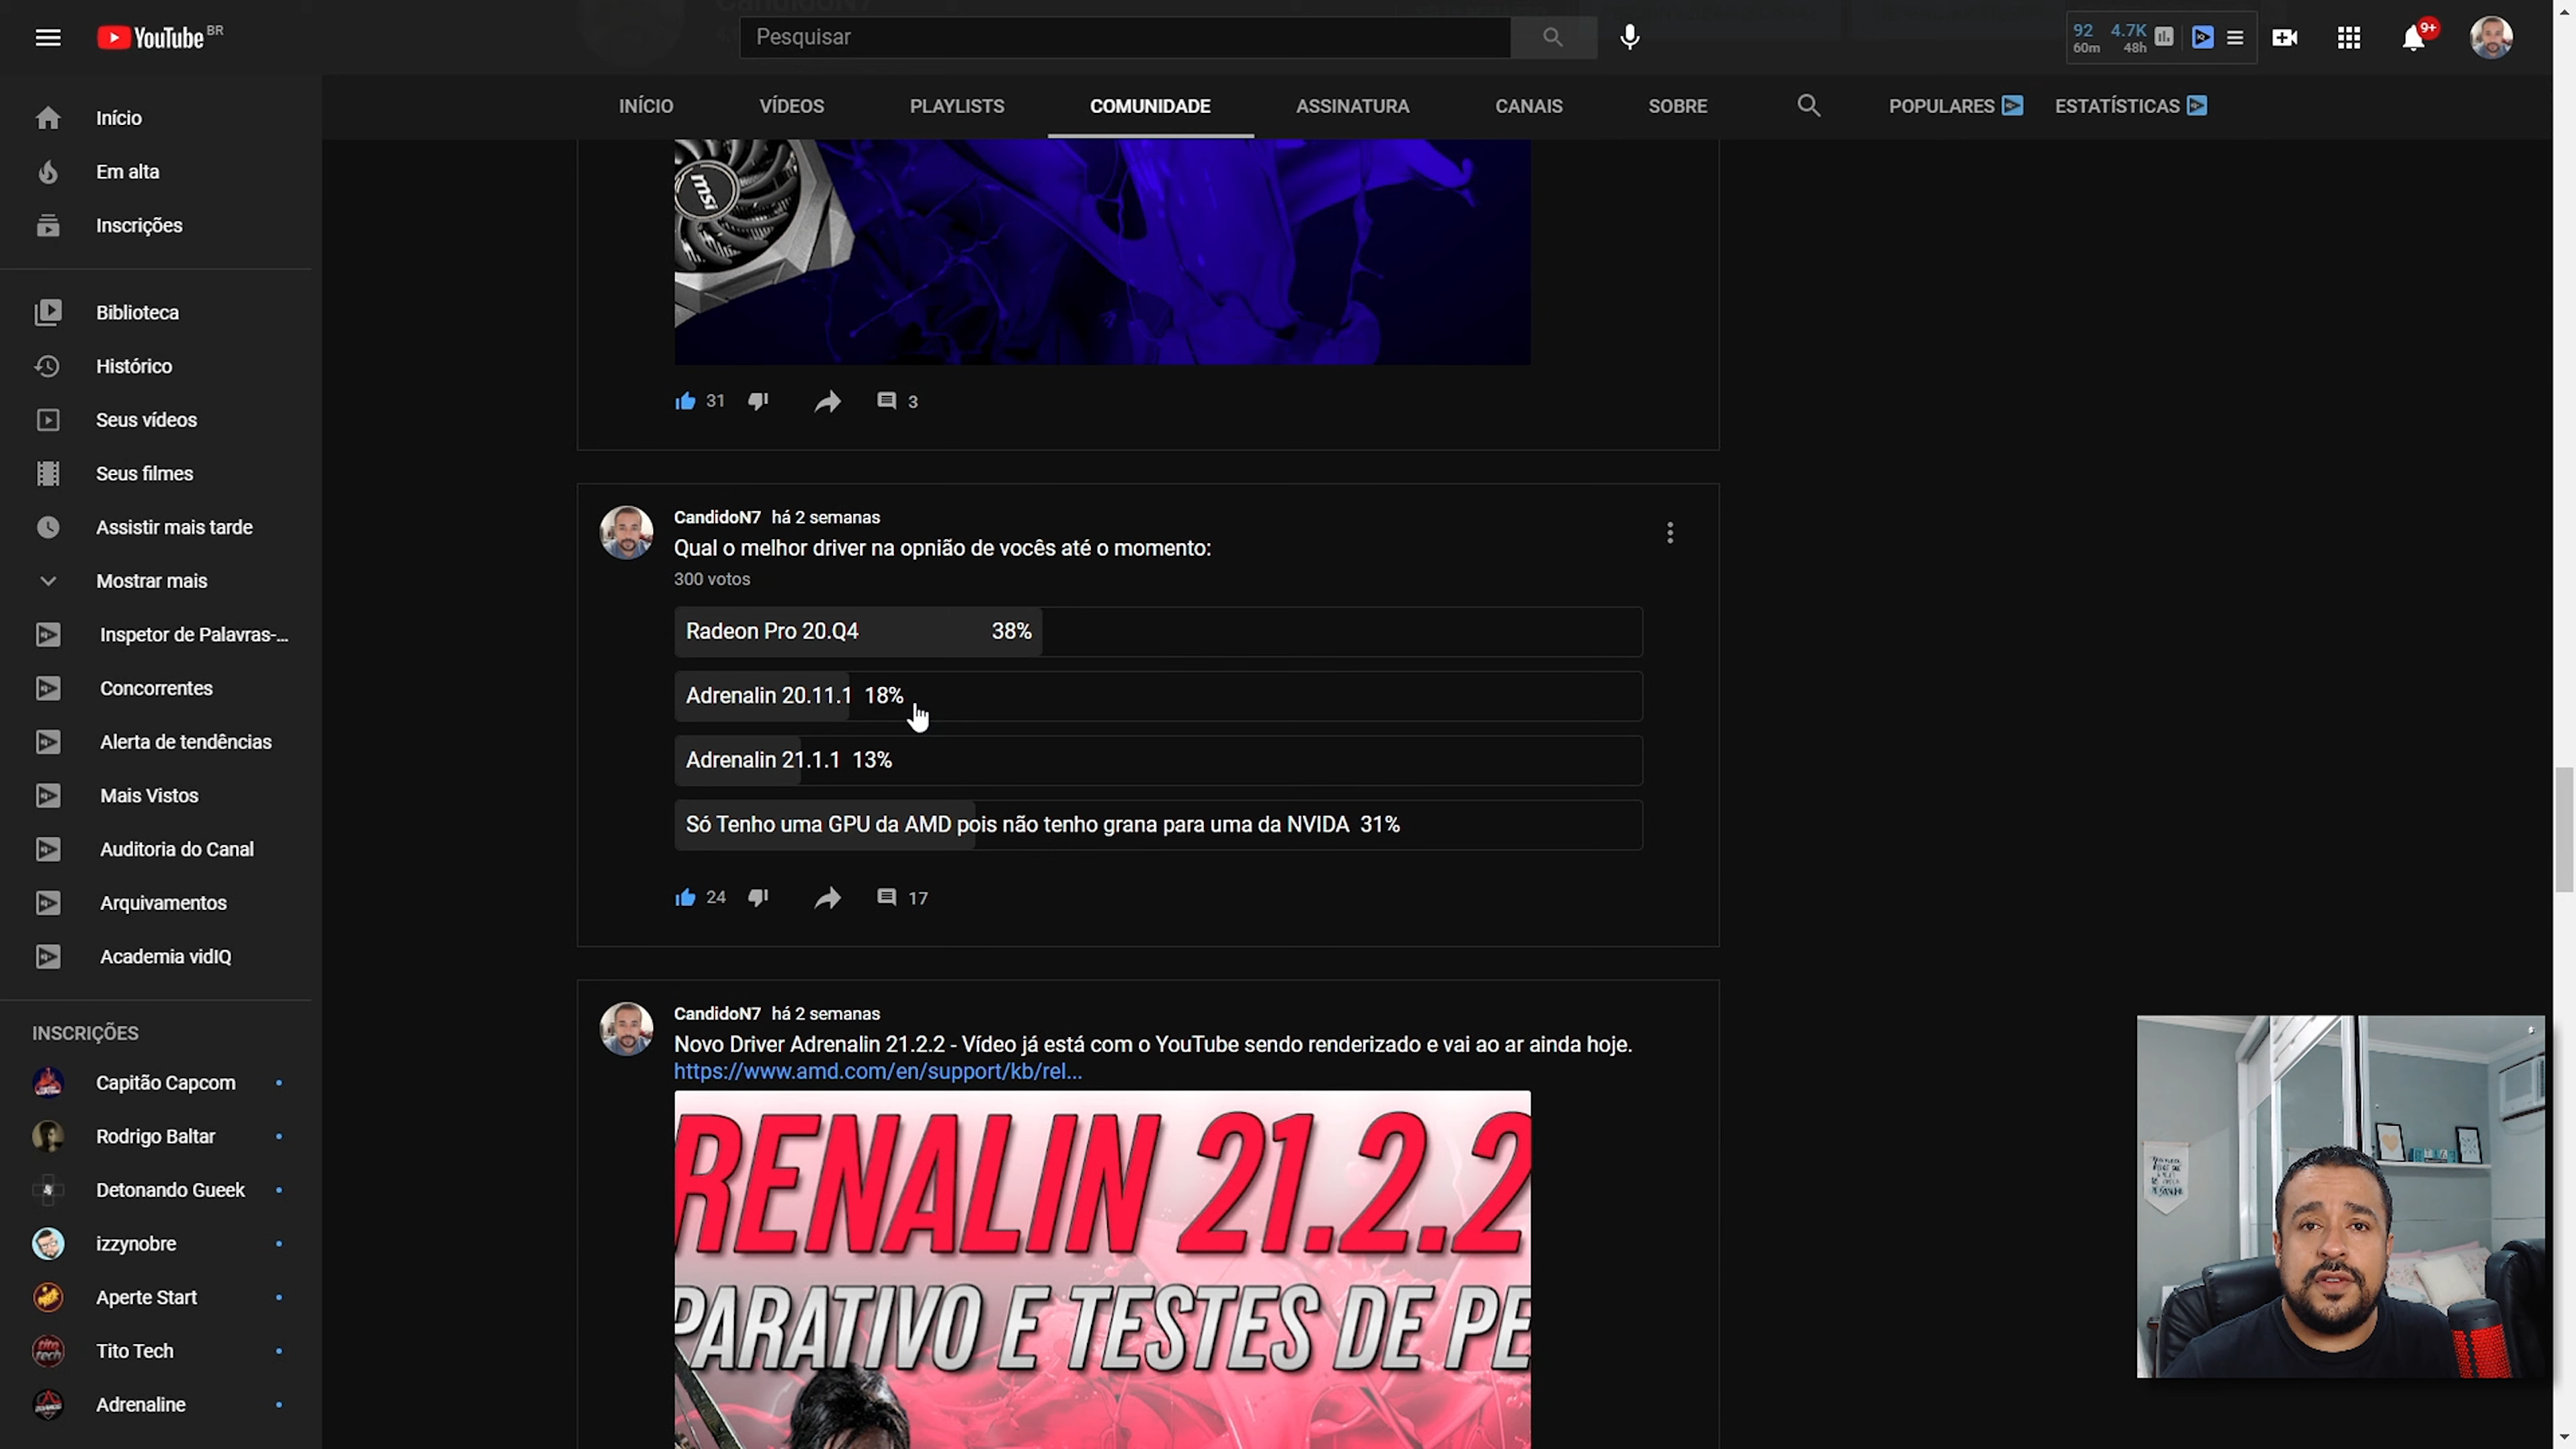 YouTube BR
Pesquisar
92 4.7K
60m 48h
9+
INÍCIO VÍDEOS PLAYLISTS COMUNIDADE ASSINATURA CANAIS SOBRE POPULARES ESTATÍSTICAS
Início
Em alta
Inscrições
Biblioteca
Histórico
Seus vídeos
Seus filmes
Assistir mais tarde
Mostrar mais
Inspetor de Palavras-...
Concorrentes
Alerta de tendências
Mais Vistos
Auditoria do Canal
Arquivamentos
Academia vidIQ
INSCRIÇÕES
Capitão Capcom
Rodrigo Baltar
Detonando Gueek
izzynobre
Aperte Start
Tito Tech
Adrenaline
msi
31 3
CandidoN7 há 2 semanas
Qual o melhor driver na opnião de vocês até o momento:
300 votos
Radeon Pro 20.Q4 38%
Adrenalin 20.11.1 18%
Adrenalin 21.1.1 13%
Só Tenho uma GPU da AMD pois não tenho grana para uma da NVIDA 31%
24 17
CandidoN7 há 2 semanas
Novo Driver Adrenalin 21.2.2 - Vídeo já está com o YouTube sendo renderizado e vai ao ar ainda hoje.
https://www.amd.com/en/support/kb/rel...
RENALIN 21.2.2
PARATIVO E TESTES DE PE